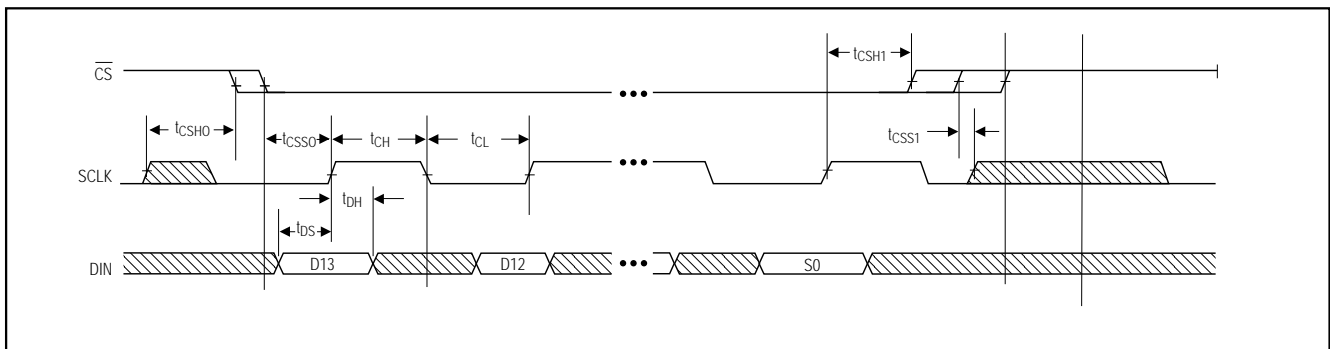 tCSH1
CS
•••
tCSH0
tCSS0
tCH
tCL
tCSS1
SCLK
•••
tDH
tDS
DIN
D13
D12
•••
S0